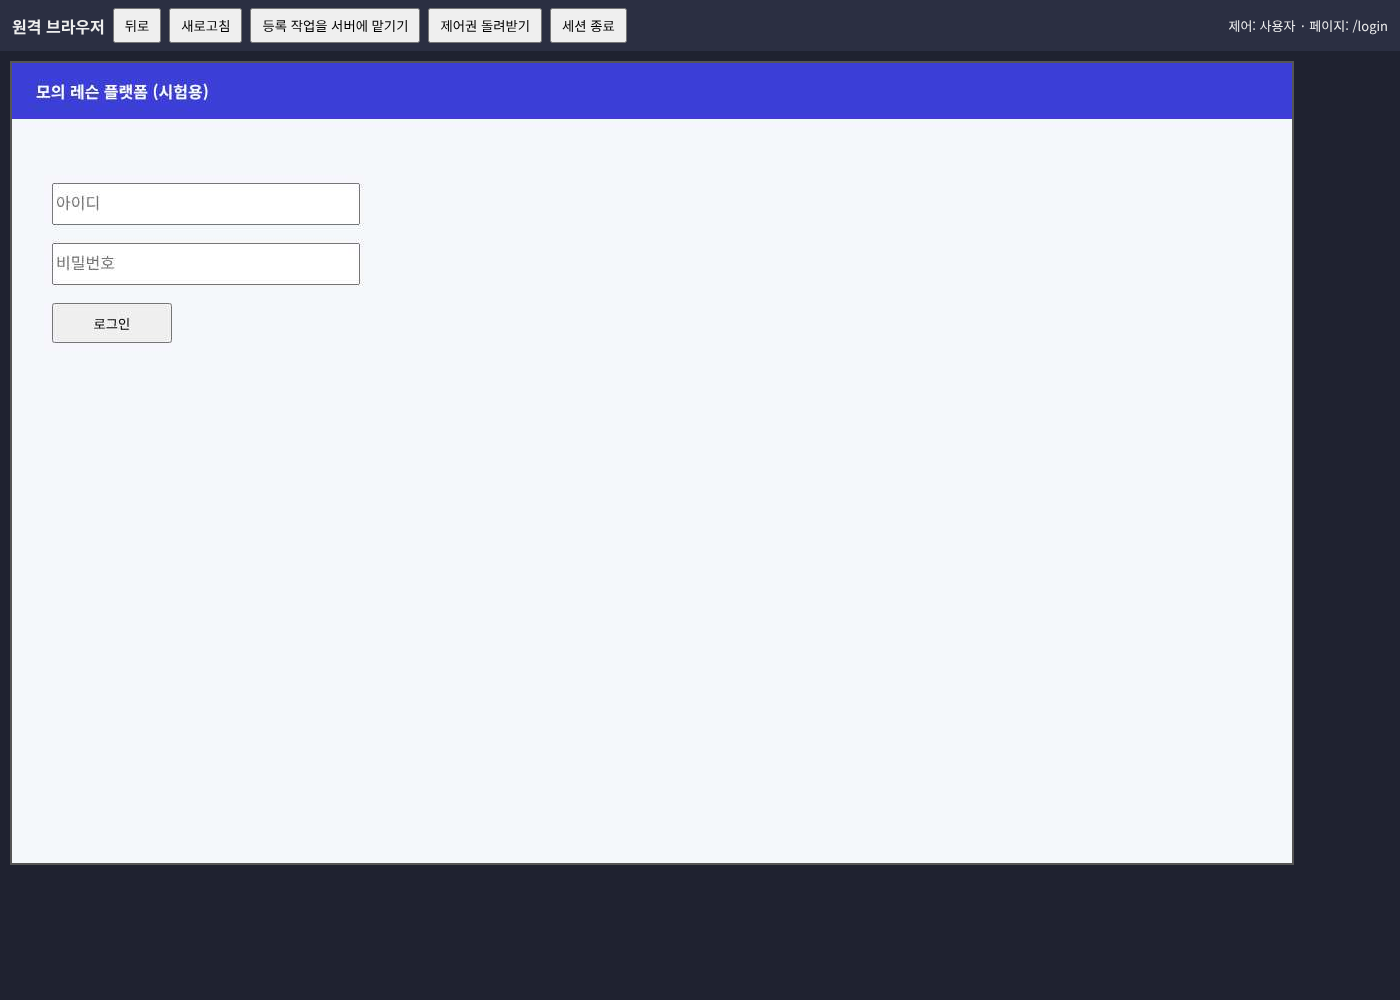 원격 브라우저 뒤로 새로고침 등록 작업을 서버에 맡기기 제어권 돌려받기 세션 종료 제어: 사용자 · 페이지: /login
모의 레슨 플랫폼 (시험용)
아이디
비밀번호
로그인